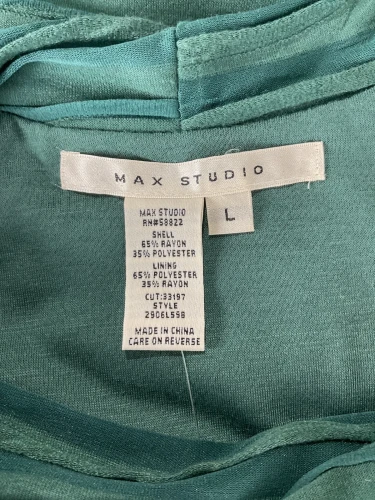 MAX STUDIO
L
MAX STUDIO
RN#58822
SHELL
65% RAYON
35% POLYESTER
LINING
65% POLYESTER
35% RAYON
CUT:33197
STYLE
2906L559
MADE IN CHINA
CARE ON REVERSE